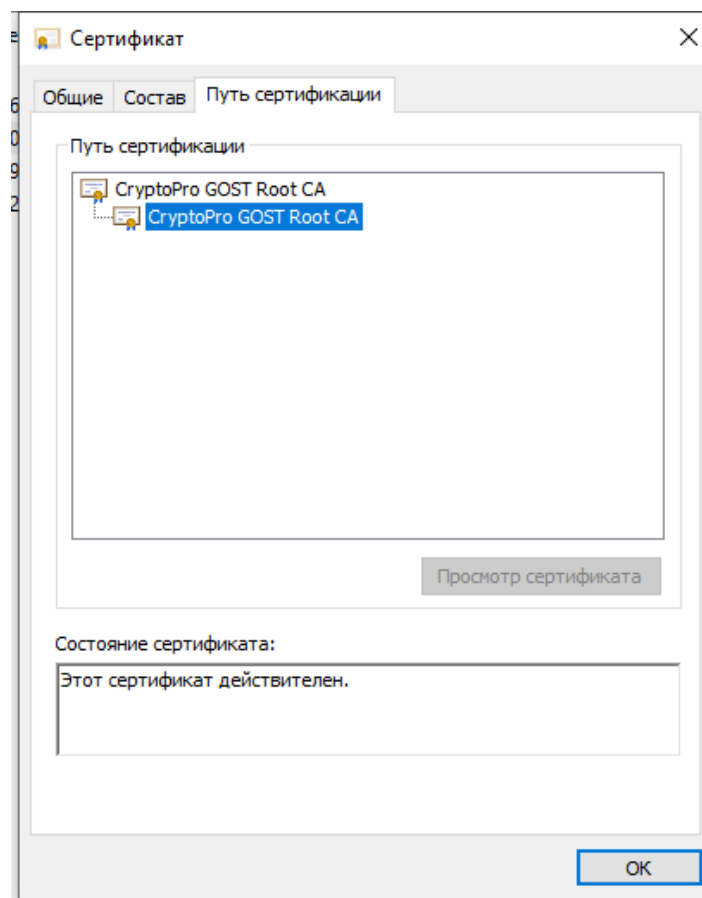 Сертификат
Общие Состав Путь сертификации
Путь сертификации
CryptoPro GOST Root CA
CryptoPro GOST Root CA
Просмотр сертификата
Состояние сертификата:
Этот сертификат действителен.
OK